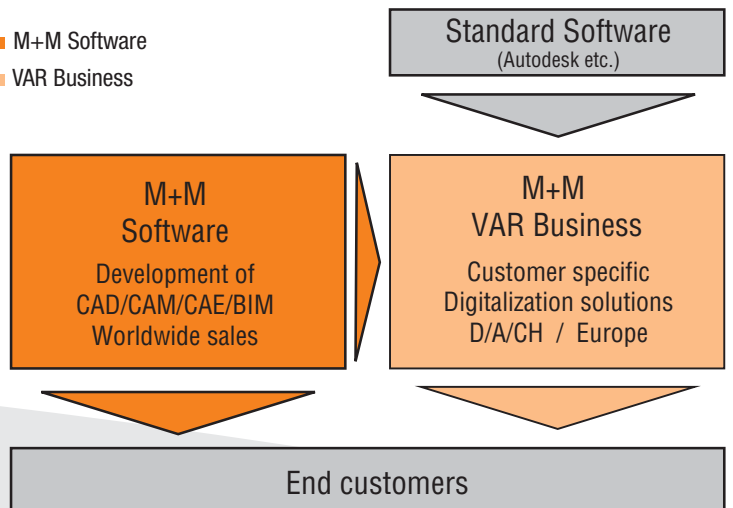 M+M Software
VAR Business
Standard Software
(Autodesk etc.)
M+M
Software
Development of
CAD/CAM/CAE/BIM
Worldwide sales
M+M
VAR Business
Customer specific
Digitalization solutions
D/A/CH / Europe
End customers